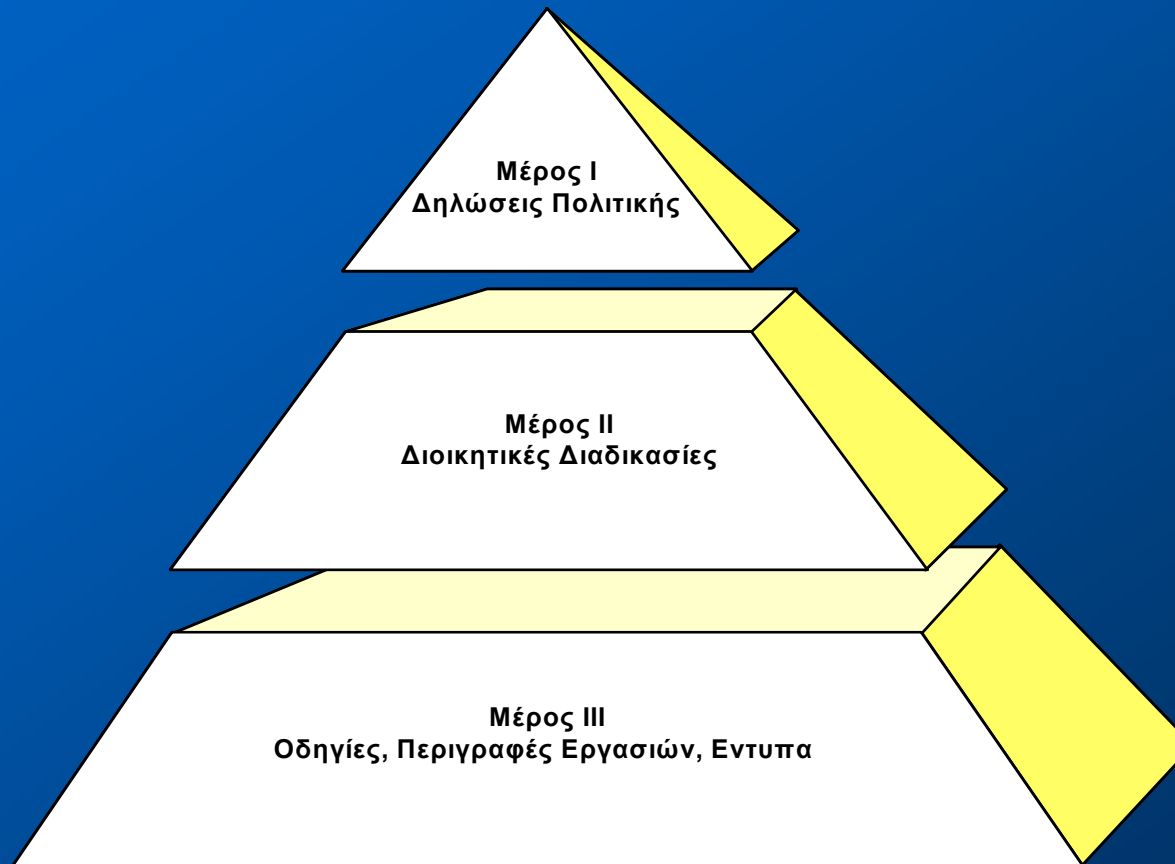 Μέρος I
Δηλώσεις Πολιτικής
Μέρος II
Διοικητικές Διαδικασίες
Μέρος III
Οδηγίες, Περιγραφές Εργασιών, Εντυπα